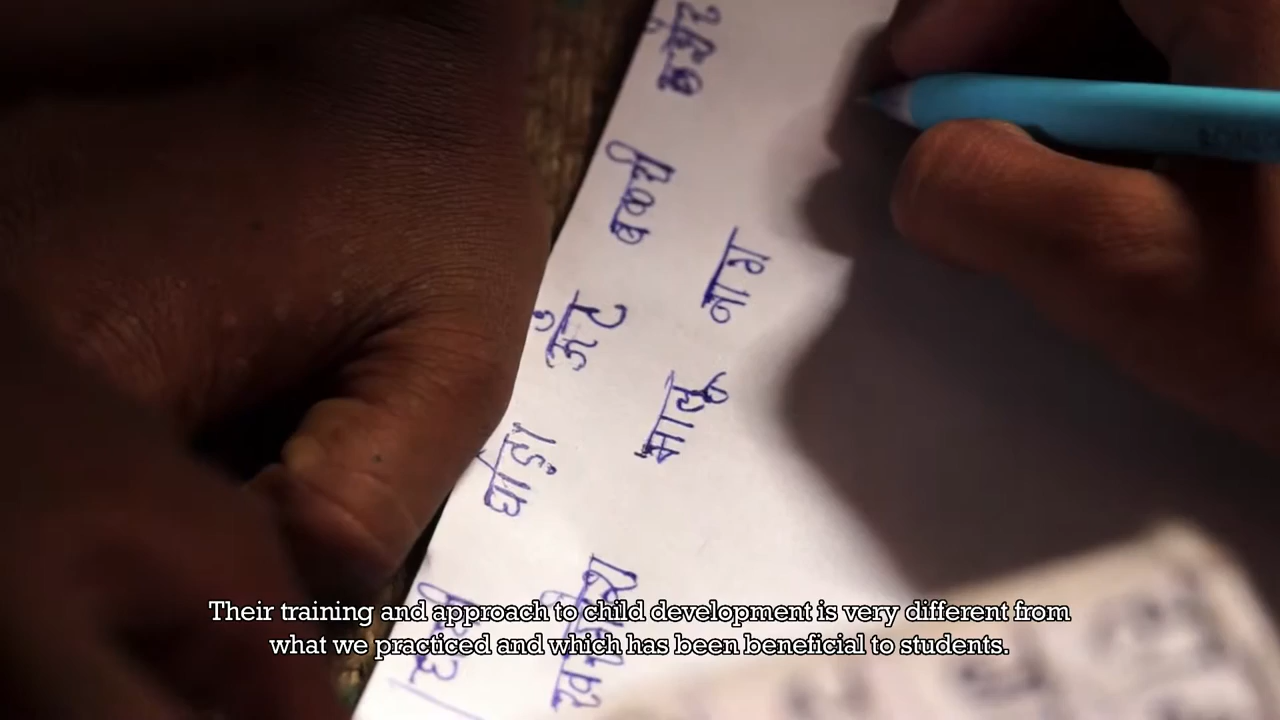 हाथी घोड़ा ऊँट बकरी
खरगोश भालू नाग
Their training and approach to child development is very different from
what we practiced and which has been beneficial to students.